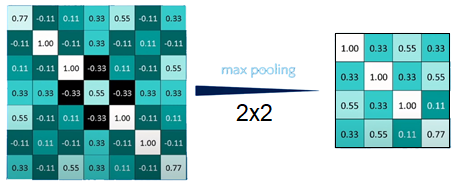 0.77 -0.11 0.11 0.33 0.55 -0.11 0.33
-0.11 1.00 -0.11 0.33 -0.11 0.11 -0.11
0.11 -0.11 1.00 -0.33 0.11 -0.11 0.55
0.33 0.33 -0.33 0.55 -0.33 0.33 0.33
0.55 -0.11 0.11 -0.33 1.00 -0.11 0.11
-0.11 0.11 -0.11 0.33 -0.11 1.00 -0.11
0.33 -0.11 0.55 0.33 0.11 -0.11 0.77
max pooling
2x2
1.00 0.33 0.55 0.33
0.33 1.00 0.33 0.55
0.55 0.33 1.00 0.11
0.33 0.55 0.11 0.77